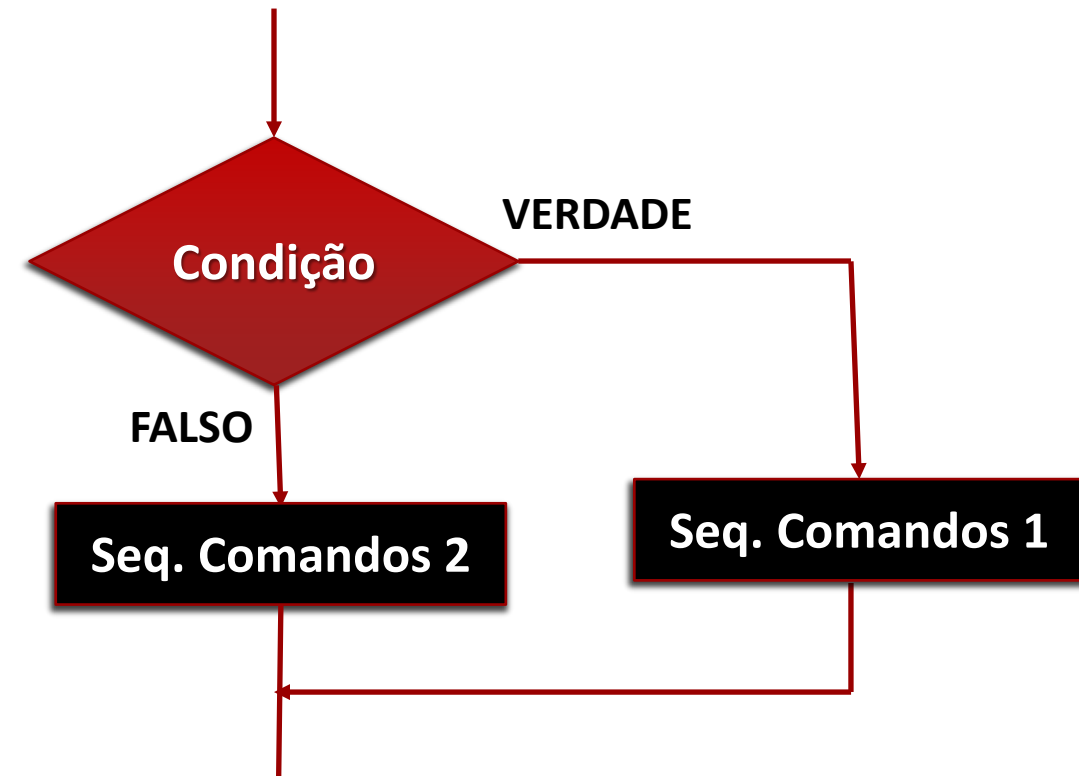 VERDADE
Condição
FALSO
Seq. Comandos 2
Seq. Comandos 1